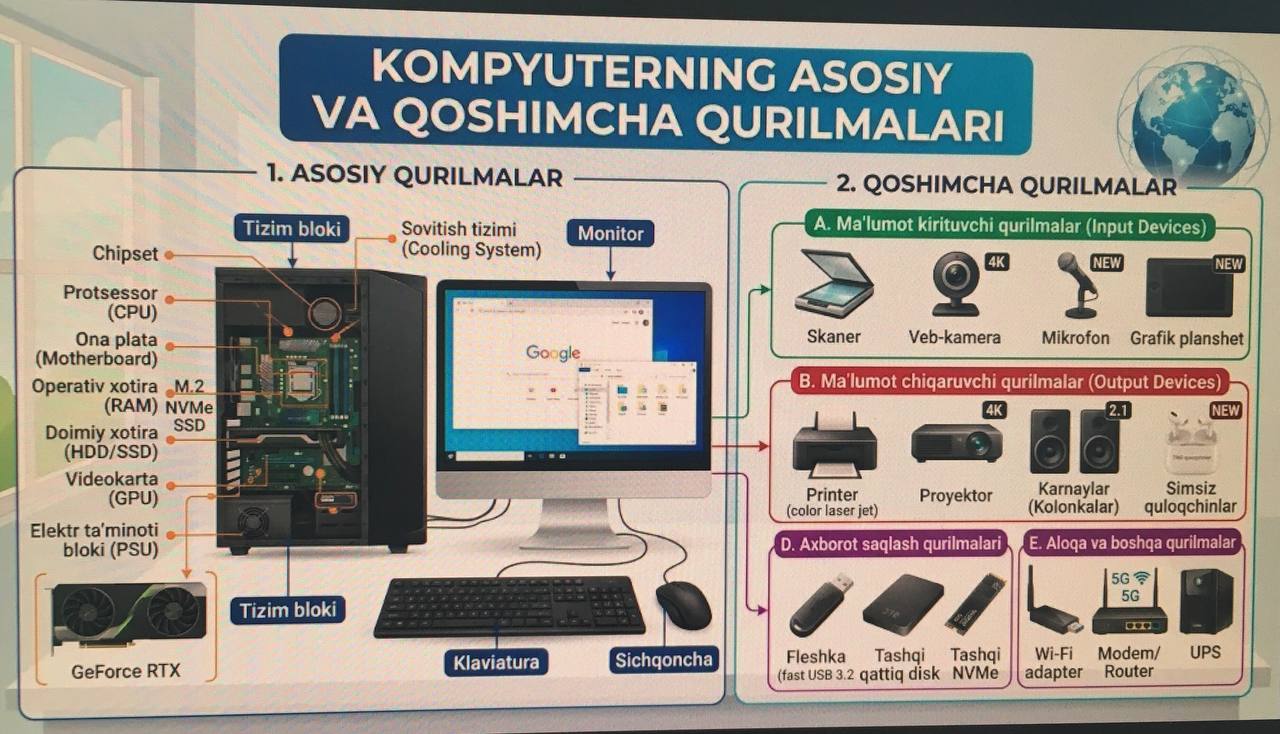 KOMPYUTERNING ASOSIY
VA QOSHIMCHA QURILMALARI
1. ASOSIY QURILMALAR
Tizim bloki
Sovitish tizimi
(Cooling System)
Monitor
Chipset
Protsessor
(CPU)
Ona plata
(Motherboard)
Operativ xotira
(RAM)
M.2
NVMe
SSD
Doimiy xotira
(HDD/SSD)
Videokarta
(GPU)
Elektr ta'minoti
bloki (PSU)
GeForce RTX
Tizim bloki
Google
Klaviatura
Sichqoncha
2. QOSHIMCHA QURILMALAR
A. Ma'lumot kirituvchi qurilmalar (Input Devices)
4K
NEW
NEW
Skaner
Veb-kamera
Mikrofon
Grafik planshet
B. Ma'lumot chiqaruvchi qurilmalar (Output Devices)
4K
2.1
NEW
Printer
(color laser jet)
Proyektor
Karnaylar
(Kolonkalar)
Simsiz
quloqchinlar
D. Axborot saqlash qurilmalari
Fleshka
(fast USB 3.2
Tashqi
qattiq disk
Tashqi
NVMe
E. Aloqa va boshqa qurilmalar
5G
5G
Wi-Fi
adapter
Modem/
Router
UPS